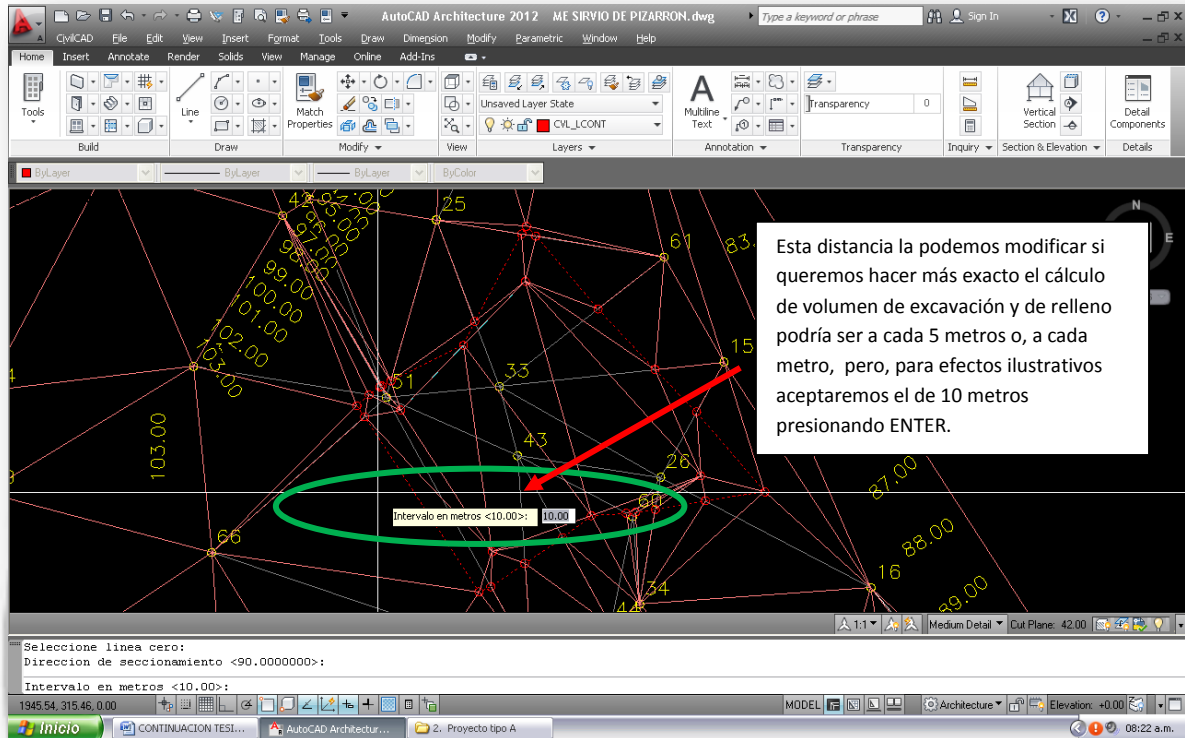 AutoCAD Architecture 2012 ME SIRVIO DE PIZARRON.dwg
Type a keyword or phrase
Sign In
CivilCAD File Edit View Insert Format Tools Draw Dimension Modify Parametric Window Help
Home Insert Annotate Render Solids View Manage Online Add-Ins
Tools
Line
Match Properties
Unsaved Layer State
CVL_LCONT
Multiline Text
Transparency 0
Vertical Section
Detail Components
Build Draw Modify View Layers Annotation Transparency Inquiry Section & Elevation Details
ByLayer ByLayer ByLayer ByColor
42
25
61
83.
N
E
Esta distancia la podemos modificar si
queremos hacer más exacto el cálculo
de volumen de excavación y de relleno
podría ser a cada 5 metros o, a cada
metro, pero, para efectos ilustrativos
aceptaremos el de 10 metros
presionando ENTER.
99.00
100.00
101.00
102.00
103.00
15
33
51
103.00
43
26
87.00
60
Intervalo en metros <10.00>: 10.00
66
88.00
16
34
44
89.00
1:1 Medium Detail Cut Plane: 42.00
Seleccione linea cero:
Direccion de seccionamiento <90.0000000>:
Intervalo en metros <10.00>:
1945.54, 315.46, 0.00
MODEL
Architecture
Elevation: +0.00
Inicio
CONTINUACION TESI...
AutoCAD Architectur...
2. Proyecto tipo A
08:22 a.m.